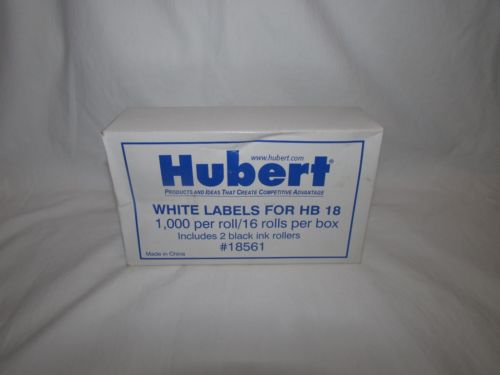 www.hubert.com
Hubert®
PRODUCTS AND IDEAS THAT CREATE COMPETITIVE ADVANTAGE
WHITE LABELS FOR HB 18
1,000 per roll/16 rolls per box
Includes 2 black ink rollers
#18561
Made in China